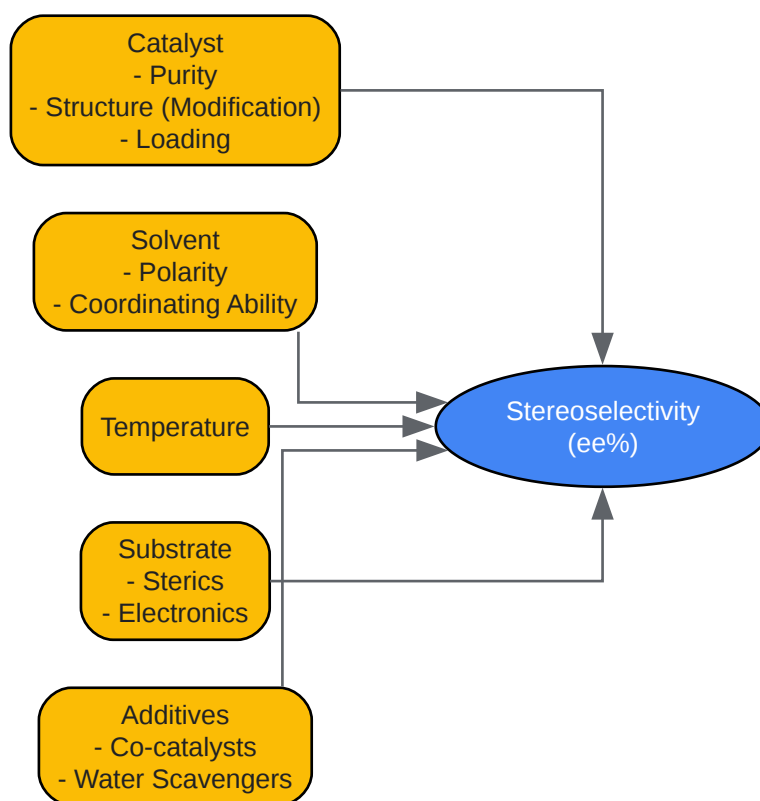 Catalyst
- Purity
- Structure (Modification)
- Loading
Solvent
- Polarity
- Coordinating Ability
Temperature
Stereoselectivity
(ee%)
Substrate
- Sterics
- Electronics
Additives
- Co-catalysts
- Water Scavengers